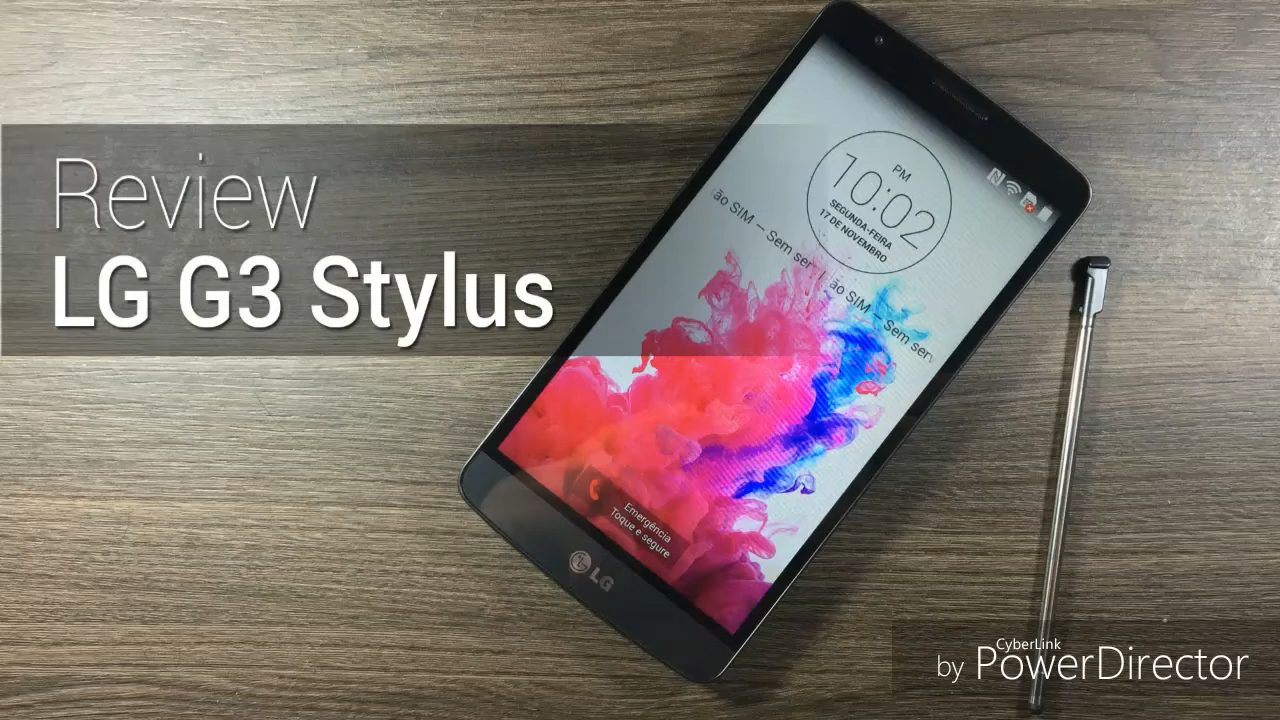 Review
LG G3 Stylus
PM
10:02
SEGUNDA-FEIRA
17 DE NOVEMBRO
ão SIM – Sem ser
ão SIM – Sem serv
Emergência
Toque e segure
LG
CyberLink
by PowerDirector